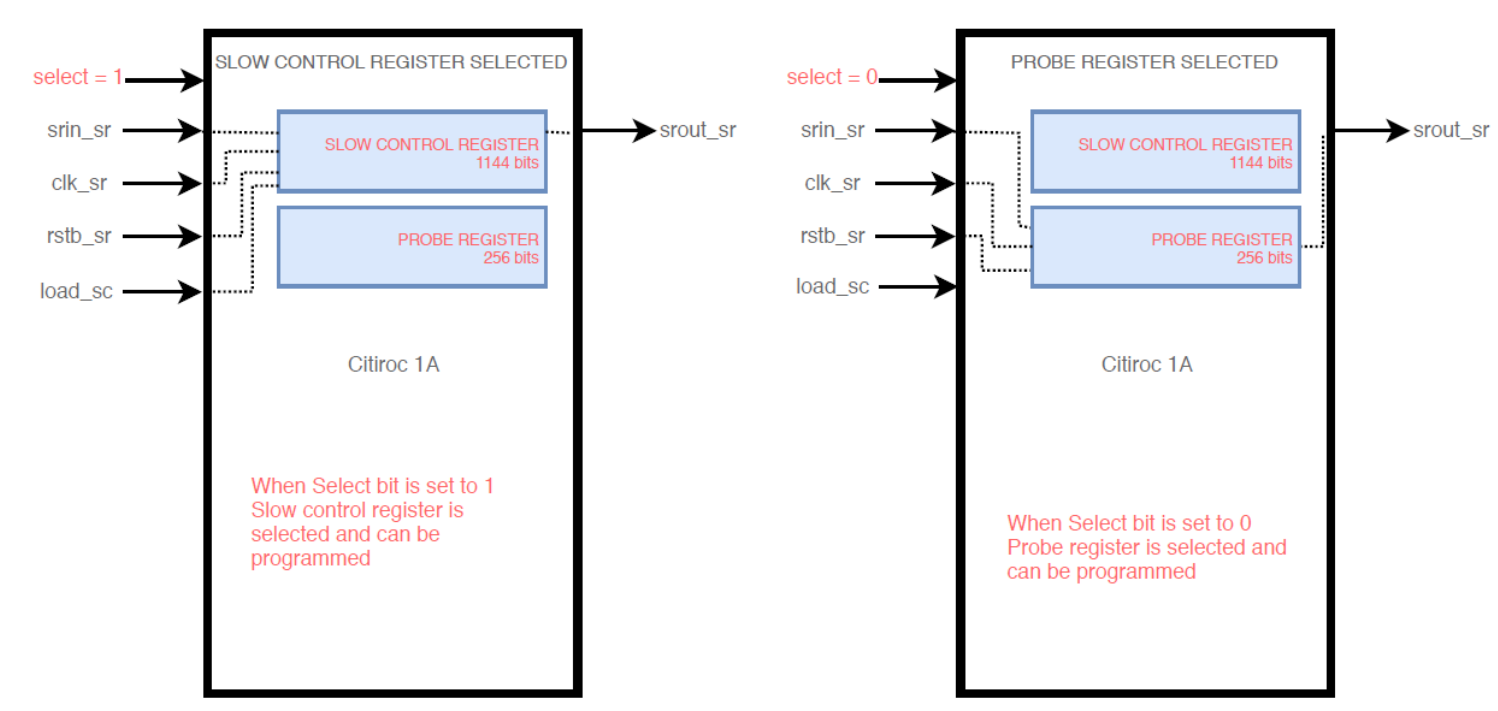 SLOW CONTROL REGISTER SELECTED
select = 1
srin_sr
clk_sr
rstb_sr
load_sc
SLOW CONTROL REGISTER
1144 bits
PROBE REGISTER
256 bits
srout_sr
Citiroc 1A
When Select bit is set to 1
Slow control register is
selected and can be
programmed
PROBE REGISTER SELECTED
select = 0
srin_sr
clk_sr
rstb_sr
load_sc
SLOW CONTROL REGISTER
1144 bits
PROBE REGISTER
256 bits
srout_sr
Citiroc 1A
When Select bit is set to 0
Probe register is selected and
can be programmed